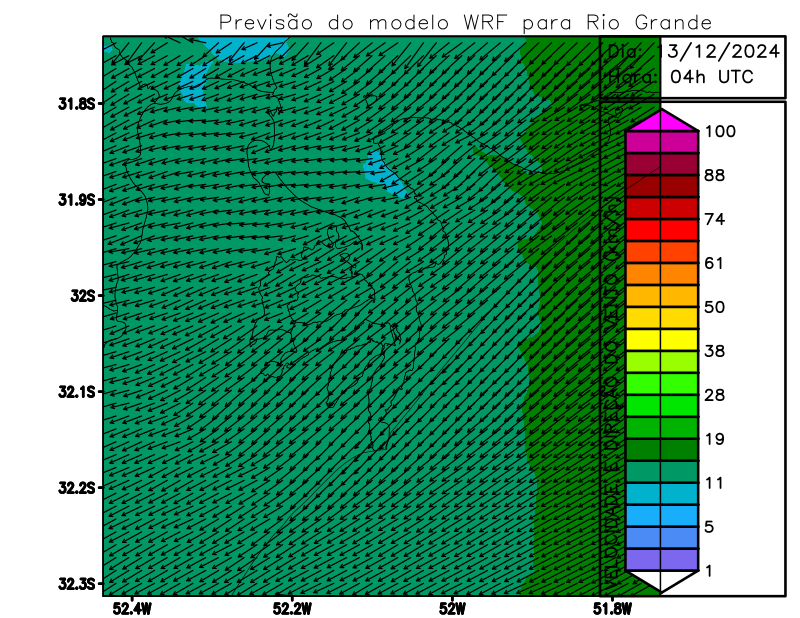 Previsão do modelo WRF para Rio Grande
Dia: 13/12/2024
Hora: 04h UTC
31.8S
31.9S
32S
32.1S
32.2S
32.3S
52.4W
52.2W
52W
51.8W
VELOCIDADE E DIREÇÃO DO VENTO (km/h)
100
88
74
61
50
38
28
19
11
5
1